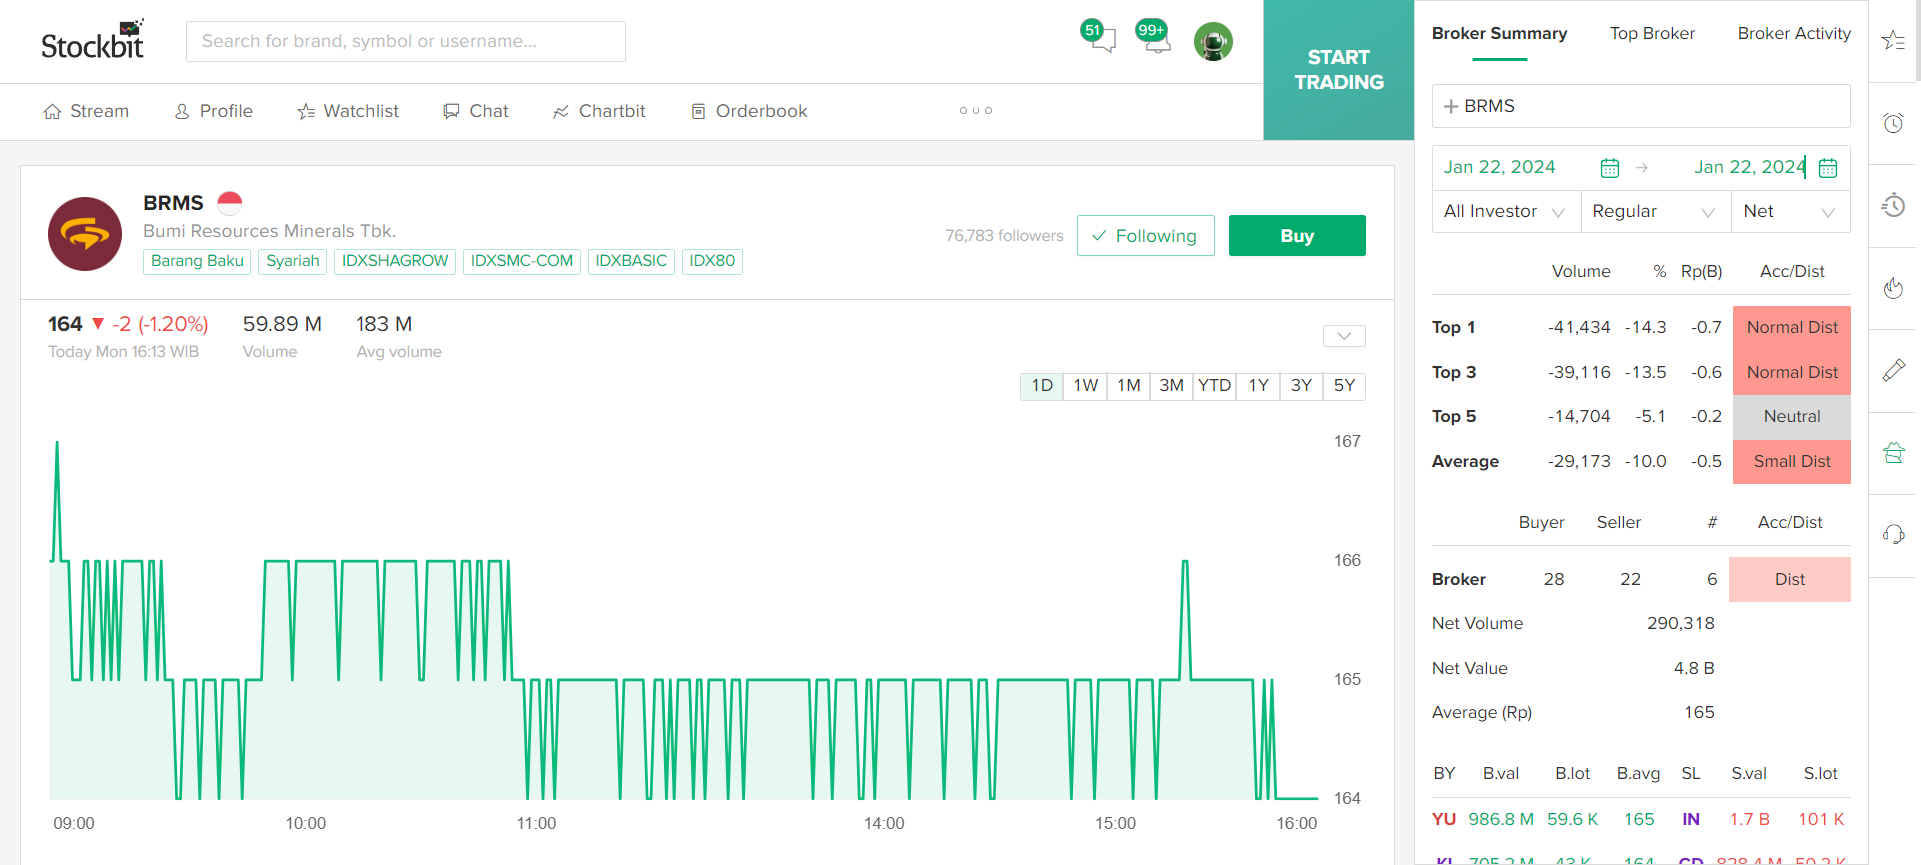 Stockbit
Search for brand, symbol or username...
51
99+
START
TRADING
Stream
Profile
Watchlist
Chat
Chartbit
Orderbook
BRMS
Bumi Resources Minerals Tbk.
Barang Baku
Syariah
IDXSHAGROW
IDXSMC-COM
IDXBASIC
IDX80
76,783 followers
Following
Buy
164 ▼ -2 (-1.20%)
Today Mon 16:13 WIB
59.89 M
Volume
183 M
Avg volume
1D 1W 1M 3M YTD 1Y 3Y 5Y
167
166
165
164
09:00 10:00 11:00 14:00 15:00 16:00
Broker Summary Top Broker Broker Activity
+ BRMS
Jan 22, 2024 → Jan 22, 2024
All Investor Regular Net
Volume % Rp(B) Acc/Dist
Top 1 -41,434 -14.3 -0.7 Normal Dist
Top 3 -39,116 -13.5 -0.6 Normal Dist
Top 5 -14,704 -5.1 -0.2 Neutral
Average -29,173 -10.0 -0.5 Small Dist
Buyer Seller # Acc/Dist
Broker 28 22 6 Dist
Net Volume 290,318
Net Value 4.8 B
Average (Rp) 165
BY B.val B.lot B.avg SL S.val S.lot
YU 986.8 M 59.6 K 165 IN 1.7 B 101 K
705.2 M 43 K 164